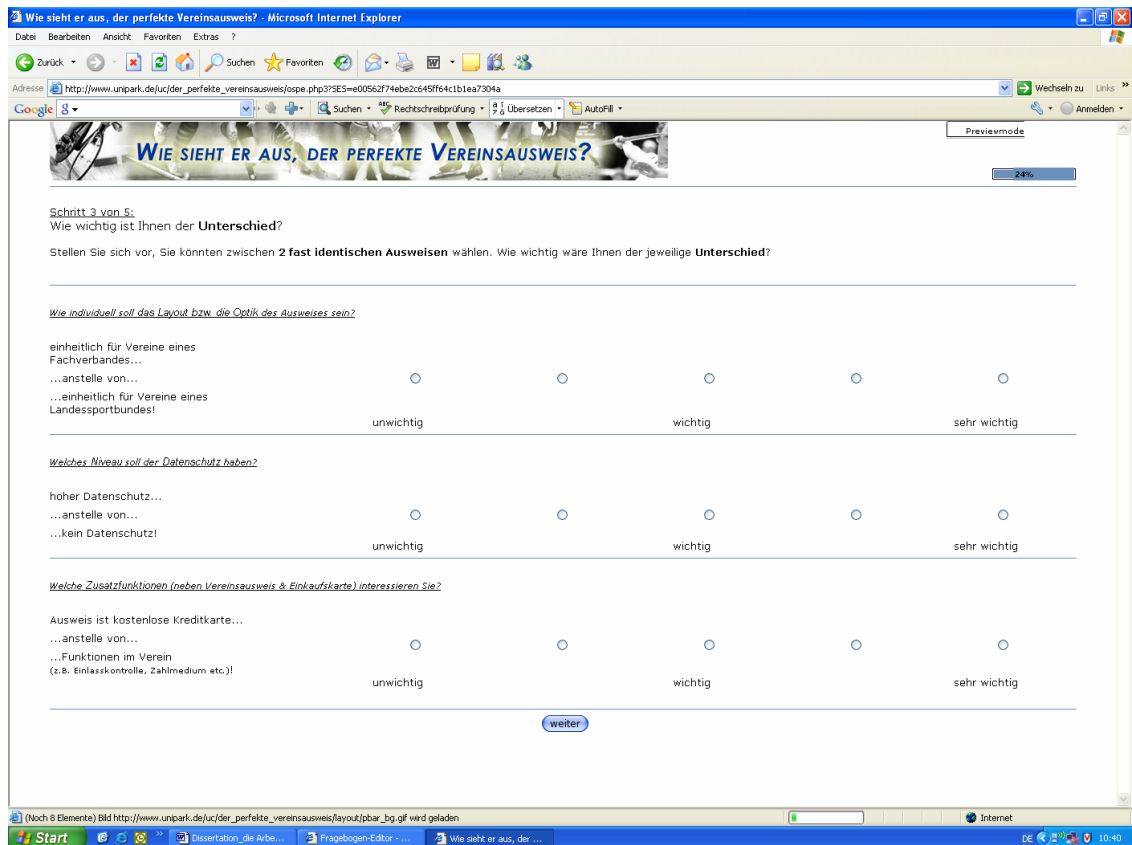 Wie sieht er aus, der perfekte Vereinsausweis? - Microsoft Internet Explorer
Datei Bearbeiten Ansicht Favoriten Extras ?
Zurück Suchen Favoriten
Adresse http://www.unipark.de/uc/der_perfekte_vereinsausweis/ospe.php3?SES=e00562f74ebe2c645ff64c1b1ea7304a Wechseln zu Links »
Google Suchen Rechtschreibprüfung Übersetzen AutoFill Anmelden
Previewmode
WIE SIEHT ER AUS, DER PERFEKTE VEREINSAUSWEIS?
24%
Schritt 3 von 5:
Wie wichtig ist Ihnen der Unterschied?
Stellen Sie sich vor, Sie könnten zwischen 2 fast identischen Ausweisen wählen. Wie wichtig wäre Ihnen der jeweilige Unterschied?
Wie individuell soll das Layout bzw. die Optik des Ausweises sein?
einheitlich für Vereine eines
Fachverbandes...
...anstelle von...
...einheitlich für Vereine eines
Landessportbundes!
unwichtig wichtig sehr wichtig
Welches Niveau soll der Datenschutz haben?
hoher Datenschutz...
...anstelle von...
...kein Datenschutz!
unwichtig wichtig sehr wichtig
Welche Zusatzfunktionen (neben Vereinsausweis & Einkaufskarte) interessieren Sie?
Ausweis ist kostenlose Kreditkarte...
...anstelle von...
...Funktionen im Verein
(z.B. Einlasskontrolle, Zahlmedium etc.)!
unwichtig wichtig sehr wichtig
weiter
(Noch 8 Elemente) Bild http://www.unipark.de/uc/der_perfekte_vereinsausweis/layout/pbar_bg.gif wird geladen Internet
Start » Dissertation_die Arbe... Fragebogen-Editor - ... Wie sieht er aus, der ... DE 10:40